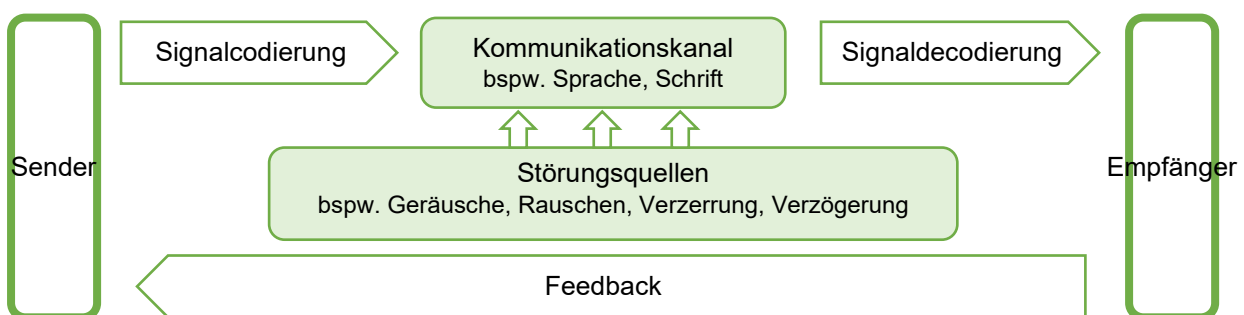 Signalcodierung
Kommunikationskanal
bspw. Sprache, Schrift
Signaldecodierung
Sender
Störungsquellen
bspw. Geräusche, Rauschen, Verzerrung, Verzögerung
Empfänger
Feedback